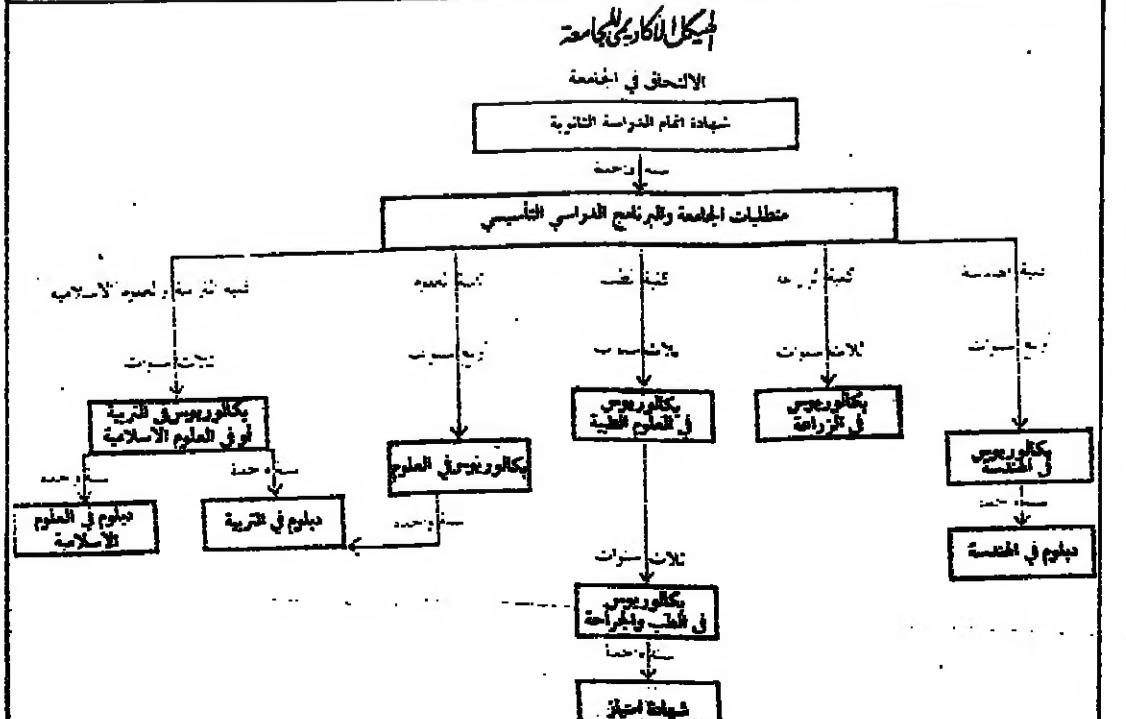 الهيكل الأكاديمي للجامعة
الالتحاق في الجامعة
شهادة اتمام الدراسة الثانوية
سنة واحدة
متطلبات الجامعة والبرنامج الدراسي التأسيسي
شعبة الهندسة
شعبة الزراعة
شعبة الطب
شعبة العلوم
شعبة التربية والعلوم الاسلامية
اربع سنوات
ثلاث سنوات
ثلاث سنوات
اربع سنوات
ثلاث سنوات
بكالوريوس
في الهندسة
بكالوريوس
في الزراعة
بكالوريوس
في العلوم الطبية
بكالوريوس في العلوم
بكالوريوس في التربية
او في العلوم الاسلامية
سنة واحدة
سنة واحدة
سنة واحدة
سنة واحدة
دبلوم في الهندسة
دبلوم في التربية
دبلوم في العلوم
الاسلامية
ثلاث سنوات
بكالوريوس
في الطب والجراحة
سنة واحدة
شهادة امتياز